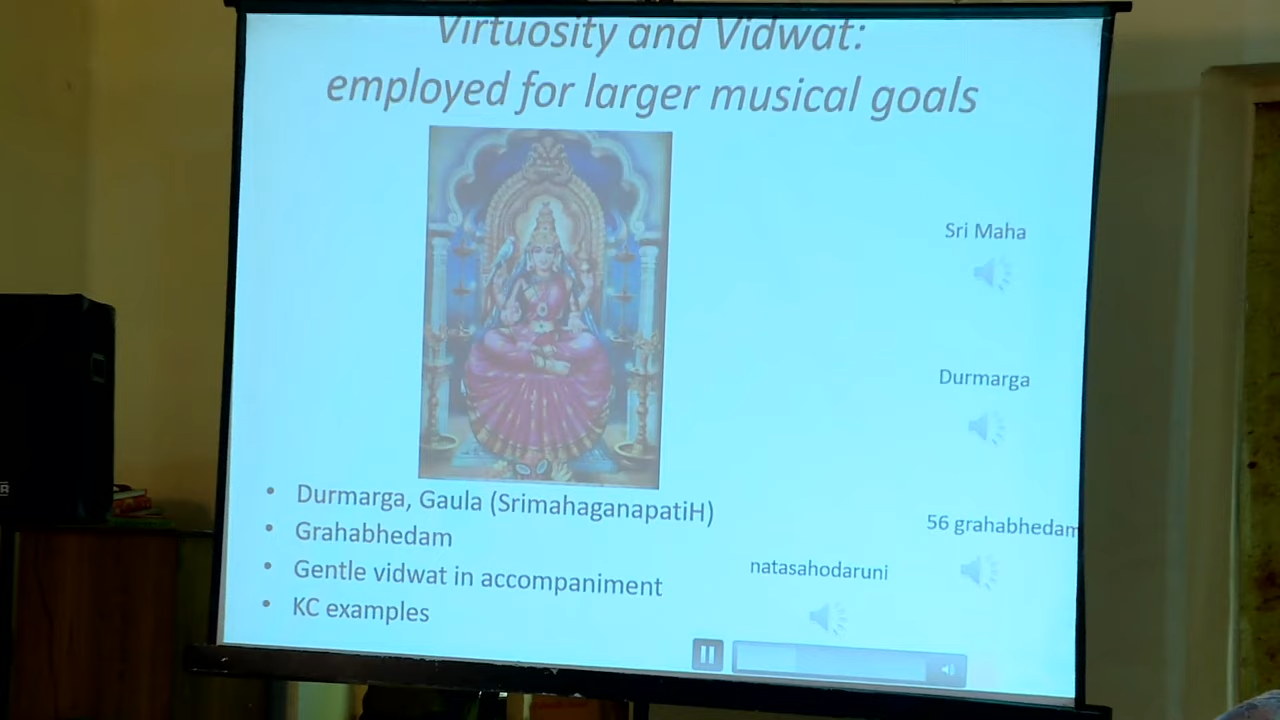 Virtuosity and Vidwat:
employed for larger musical goals
Sri Maha
Durmarga
• Durmarga, Gaula (SrimahaganapatiH)
• Grahabhedam
• Gentle vidwat in accompaniment
• KC examples
56 grahabhedam
natasahodaruni